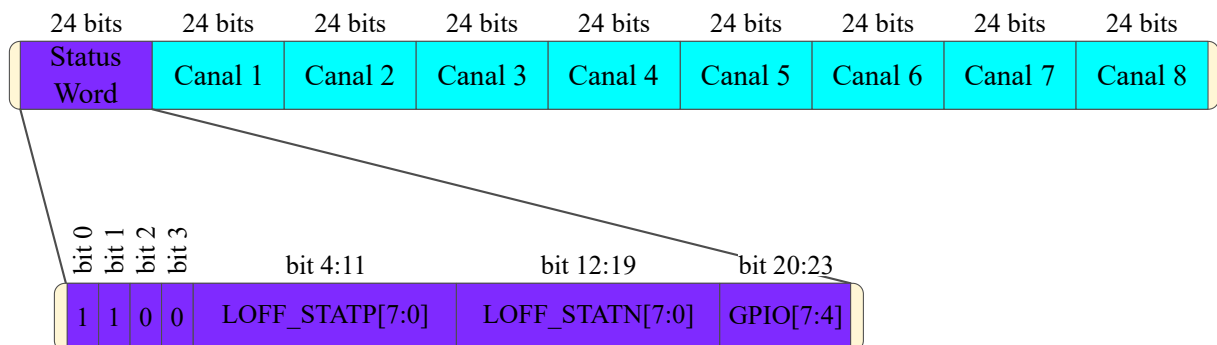 24 bits 24 bits 24 bits 24 bits 24 bits 24 bits 24 bits 24 bits 24 bits
Status
Word
Canal 1 Canal 2 Canal 3 Canal 4 Canal 5 Canal 6 Canal 7 Canal 8
bit 0 bit 1 bit 2 bit 3 bit 4:11 bit 12:19 bit 20:23
1 1 0 0 LOFF_STATP[7:0] LOFF_STATN[7:0] GPIO[7:4]